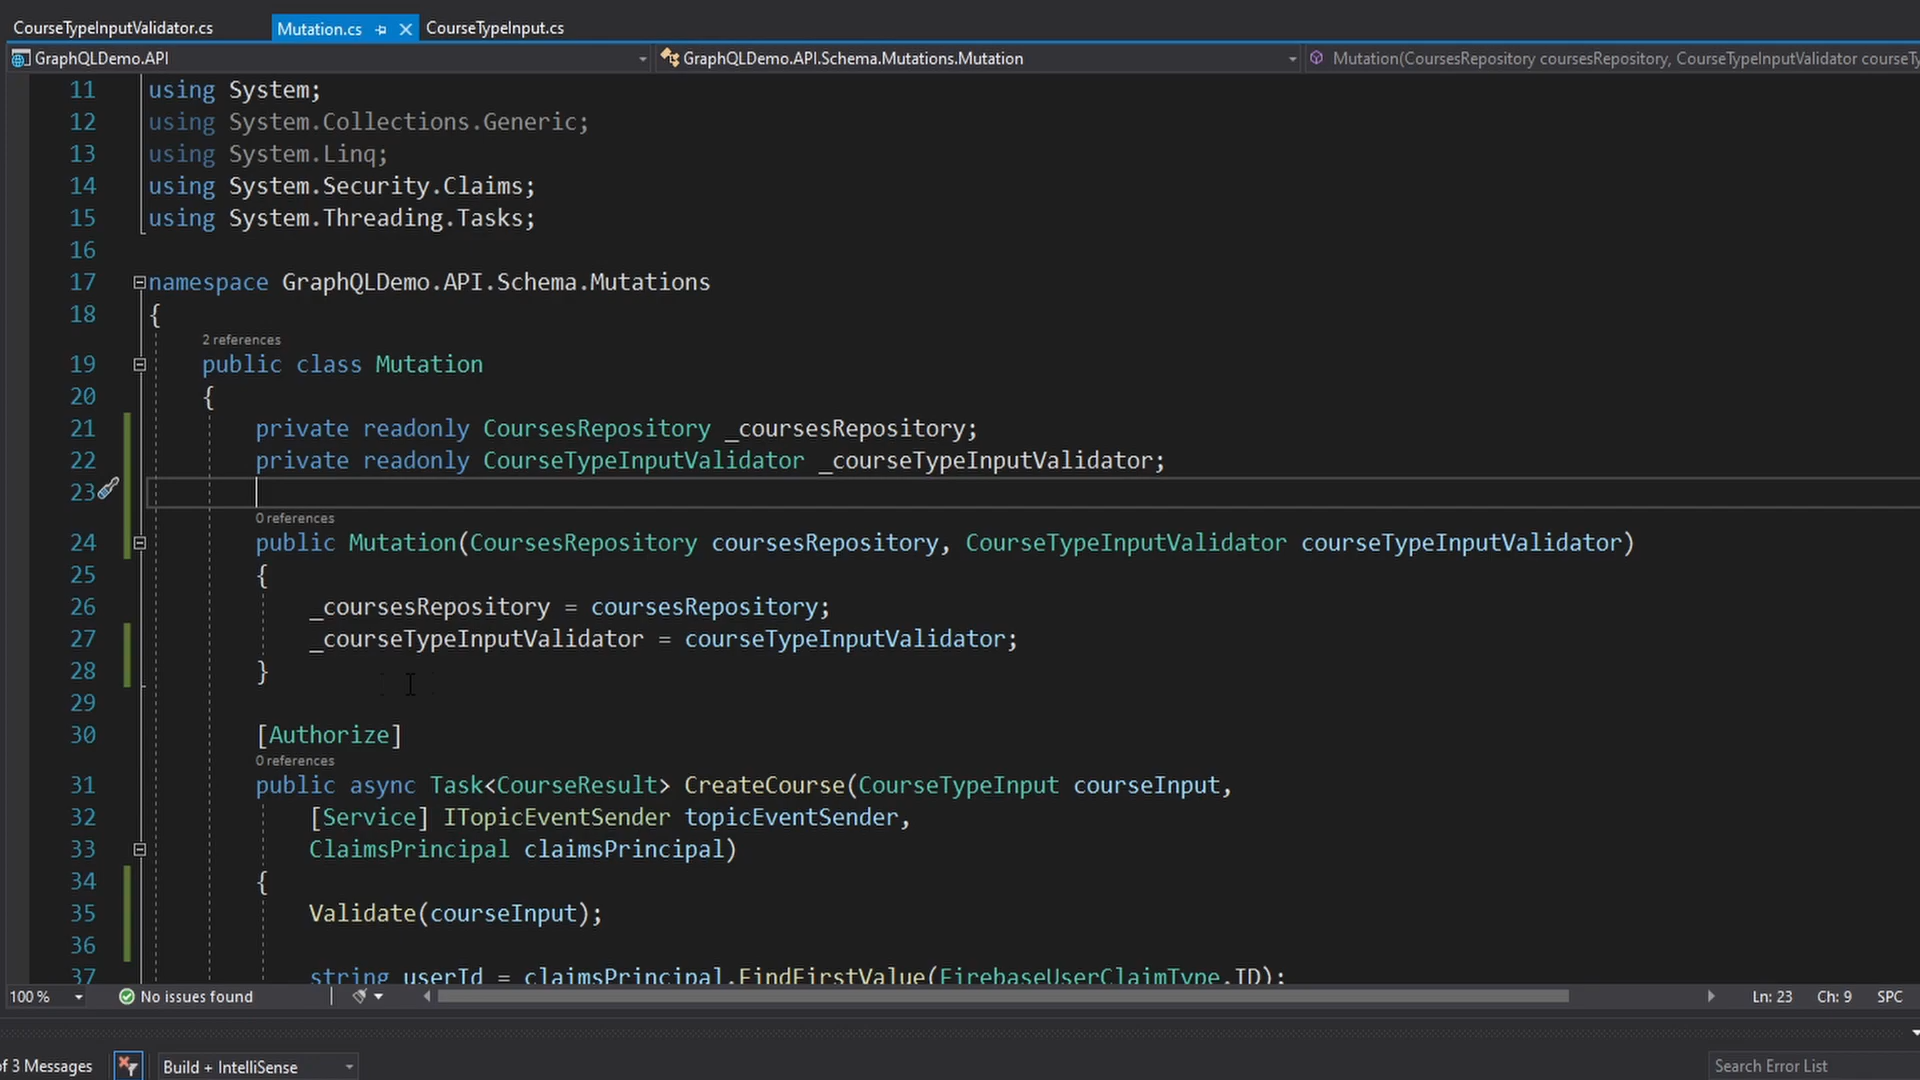 CourseTypeInputValidator.cs Mutation.cs CourseTypeInput.cs
GraphQLDemo.API GraphQLDemo.API.Schema.Mutations.Mutation Mutation(CoursesRepository coursesRepository, CourseTypeInputValidator courseTy
11 using System;
12 using System.Collections.Generic;
13 using System.Linq;
14 using System.Security.Claims;
15 using System.Threading.Tasks;
16
17 namespace GraphQLDemo.API.Schema.Mutations
18 {
2 references
19 public class Mutation
20 {
21 private readonly CoursesRepository _coursesRepository;
22 private readonly CourseTypeInputValidator _courseTypeInputValidator;
23
0 references
24 public Mutation(CoursesRepository coursesRepository, CourseTypeInputValidator courseTypeInputValidator)
25 {
26 _coursesRepository = coursesRepository;
27 _courseTypeInputValidator = courseTypeInputValidator;
28 }
29
30 [Authorize]
0 references
31 public async Task<CourseResult> CreateCourse(CourseTypeInput courseInput,
32 [Service] ITopicEventSender topicEventSender,
33 ClaimsPrincipal claimsPrincipal)
34 {
35 Validate(courseInput);
36
37 string userId = claimsPrincipal.FindFirstValue(FirebaseUserClaimType.ID);
100 % No issues found Ln: 23 Ch: 9 SPC
of 3 Messages Build + IntelliSense Search Error List